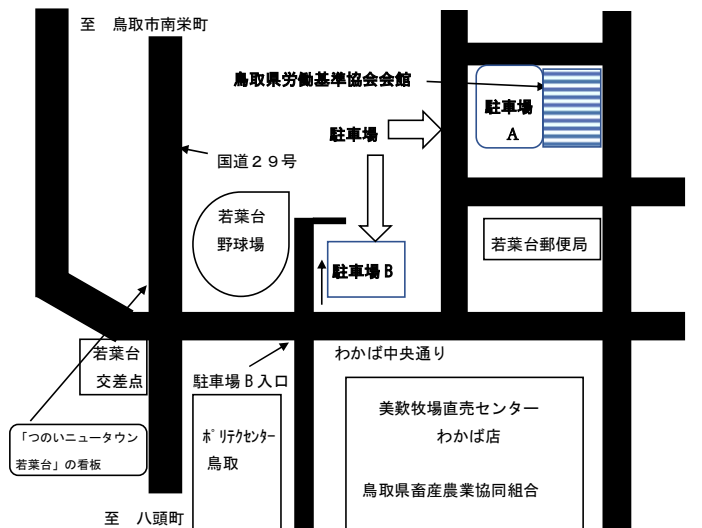 至　鳥取市南栄町
鳥取県労働基準協会会館
駐車場
A
駐車場
国道２９号
若葉台
野球場
若葉台郵便局
駐車場 B
わかば中央通り
若葉台
交差点
駐車場 B 入口
美歎牧場直売センター
わかば店
鳥取県畜産農業協同組合
ﾎﾟﾘﾃｸｾﾝﾀｰ
鳥取
「つのいニュータウン
若葉台」の看板
至　八頭町